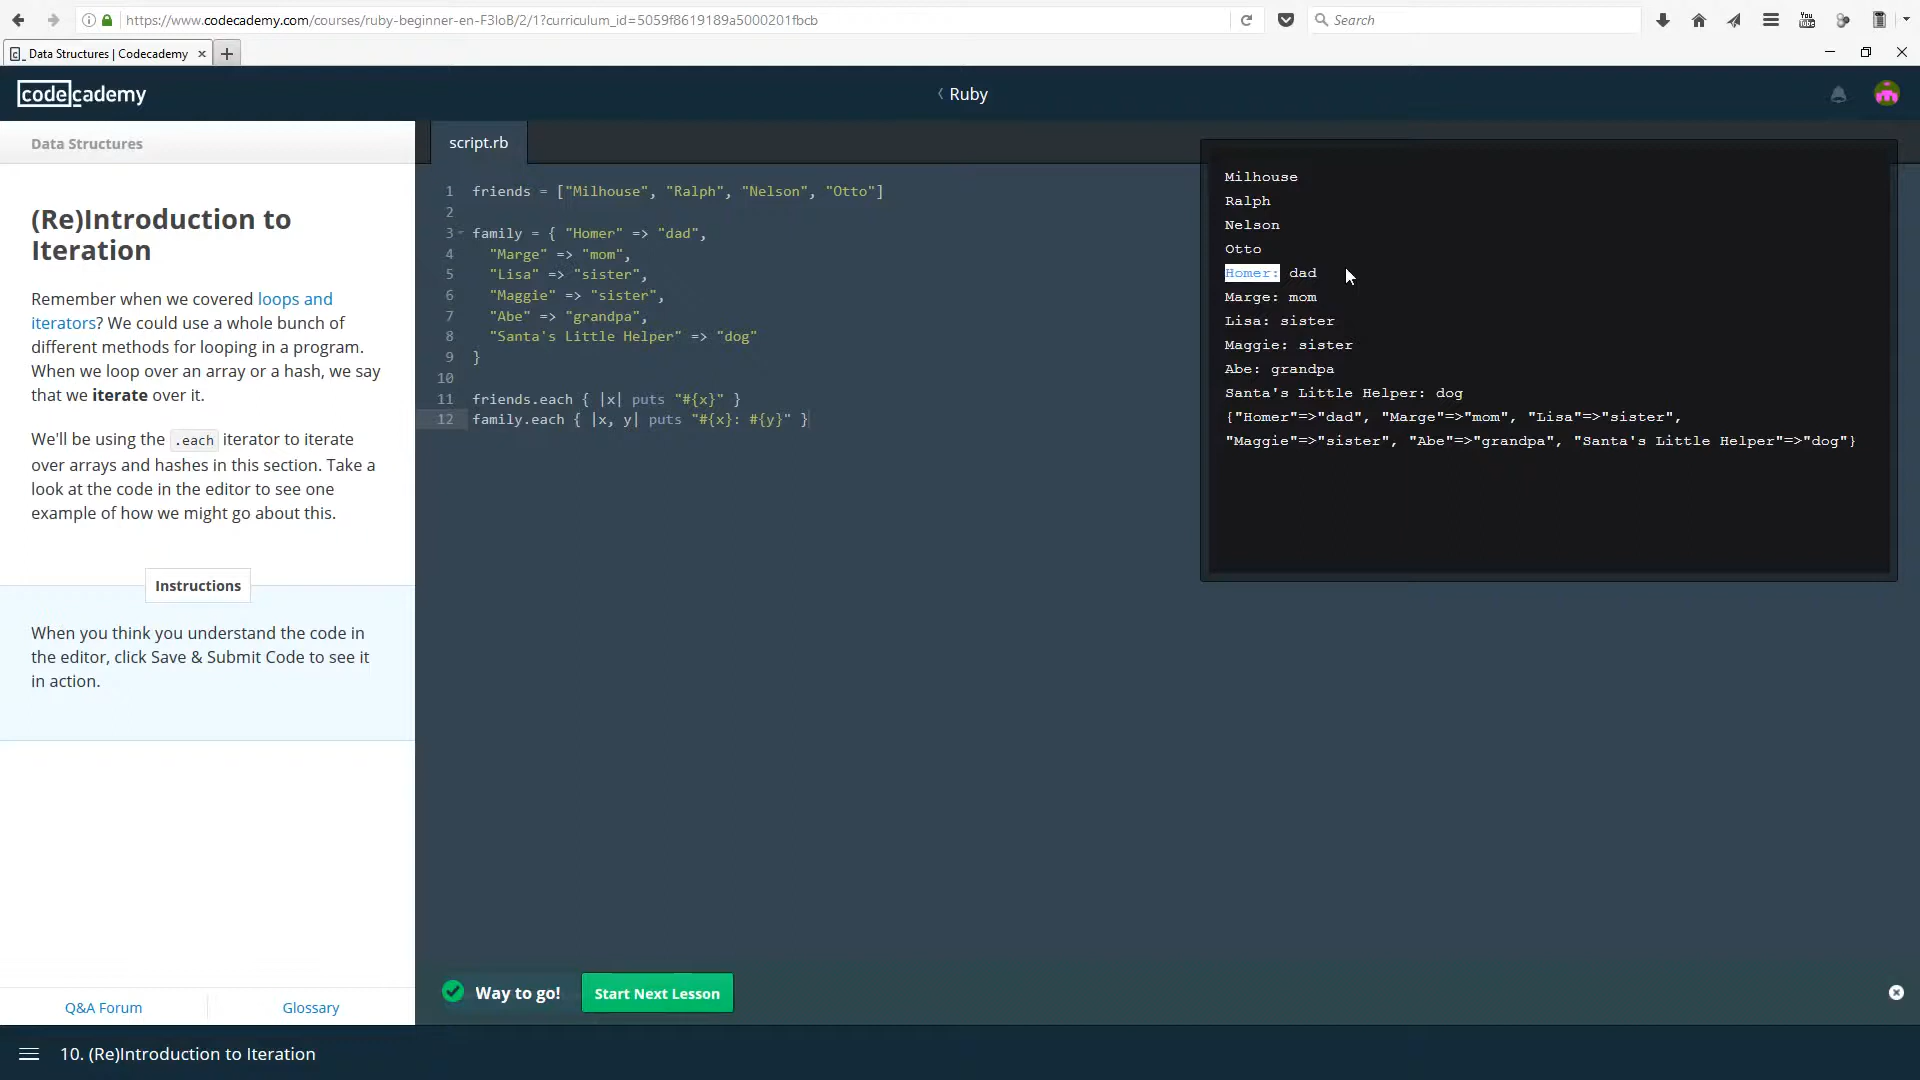 https://www.codecademy.com/courses/ruby-beginner-en-F3loB/2/1?curriculum_id=5059f8619189a5000201fbcb
Search
You
Data Structures | Codecademy
codecademy
Ruby
Data Structures
script.rb
(Re)Introduction to
Iteration
Remember when we covered loops and
iterators? We could use a whole bunch of
different methods for looping in a program.
When we loop over an array or a hash, we say
that we iterate over it.
We'll be using the .each iterator to iterate
over arrays and hashes in this section. Take a
look at the code in the editor to see one
example of how we might go about this.
Instructions
When you think you understand the code in
the editor, click Save & Submit Code to see it
in action.
Q&A Forum
Glossary
1 friends = ["Milhouse", "Ralph", "Nelson", "Otto"]
2
3 family = { "Homer" => "dad",
4 "Marge" => "mom",
5 "Lisa" => "sister",
6 "Maggie" => "sister",
7 "Abe" => "grandpa",
8 "Santa's Little Helper" => "dog"
9 }
10
11 friends.each { |x| puts "#{x}" }
12 family.each { |x, y| puts "#{x}: #{y}" }
Milhouse
Ralph
Nelson
Otto
Homer: dad
Marge: mom
Lisa: sister
Maggie: sister
Abe: grandpa
Santa's Little Helper: dog
{"Homer"=>"dad", "Marge"=>"mom", "Lisa"=>"sister",
"Maggie"=>"sister", "Abe"=>"grandpa", "Santa's Little Helper"=>"dog"}
Way to go!
Start Next Lesson
10. (Re)Introduction to Iteration